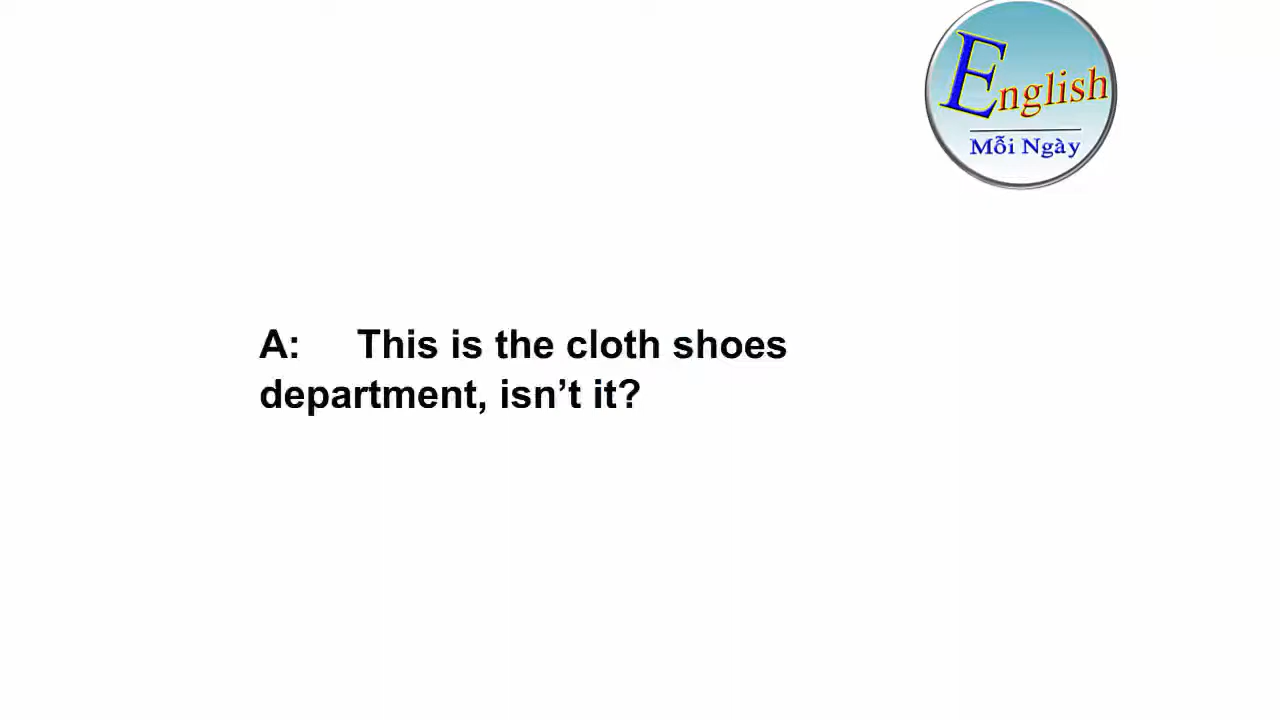 English
Mỗi Ngày
A: This is the cloth shoes
department, isn’t it?